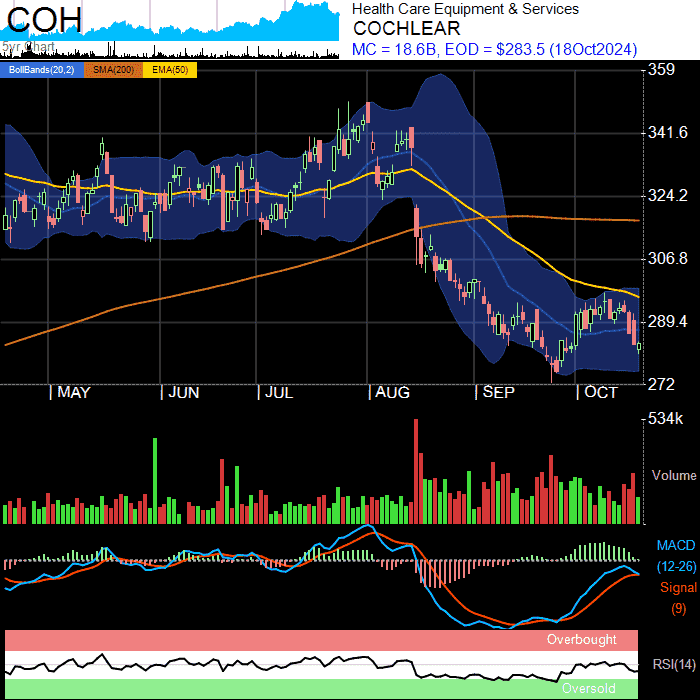 COH
5yr Chart
Health Care Equipment & Services
COCHLEAR
MC = 18.6B, EOD = $283.5 (18Oct2024)
BollBands(20,2) SMA(200) EMA(50)
359
341.6
324.2
306.8
289.4
272
MAY JUN JUL AUG SEP OCT
534k
Volume
MACD
(12-26)
Signal
(9)
Overbought
RSI(14)
Oversold